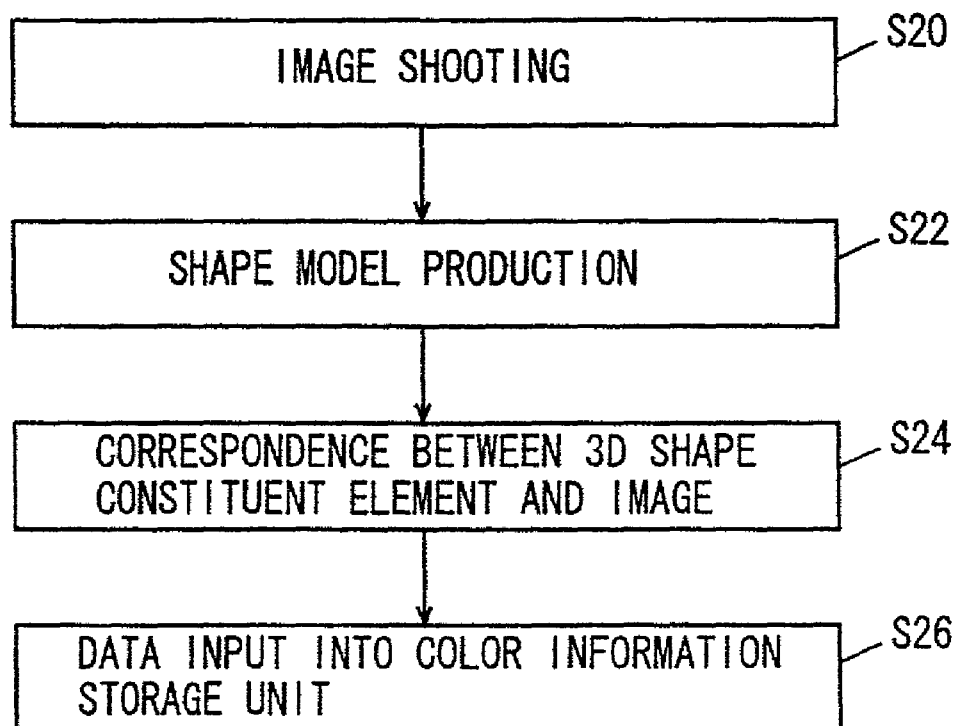 IMAGE SHOOTING
S20
SHAPE MODEL PRODUCTION
S22
CORRESPONDENCE BETWEEN 3D SHAPE
CONSTITUENT ELEMENT AND IMAGE
S24
DATA INPUT INTO COLOR INFORMATION
STORAGE UNIT
S26